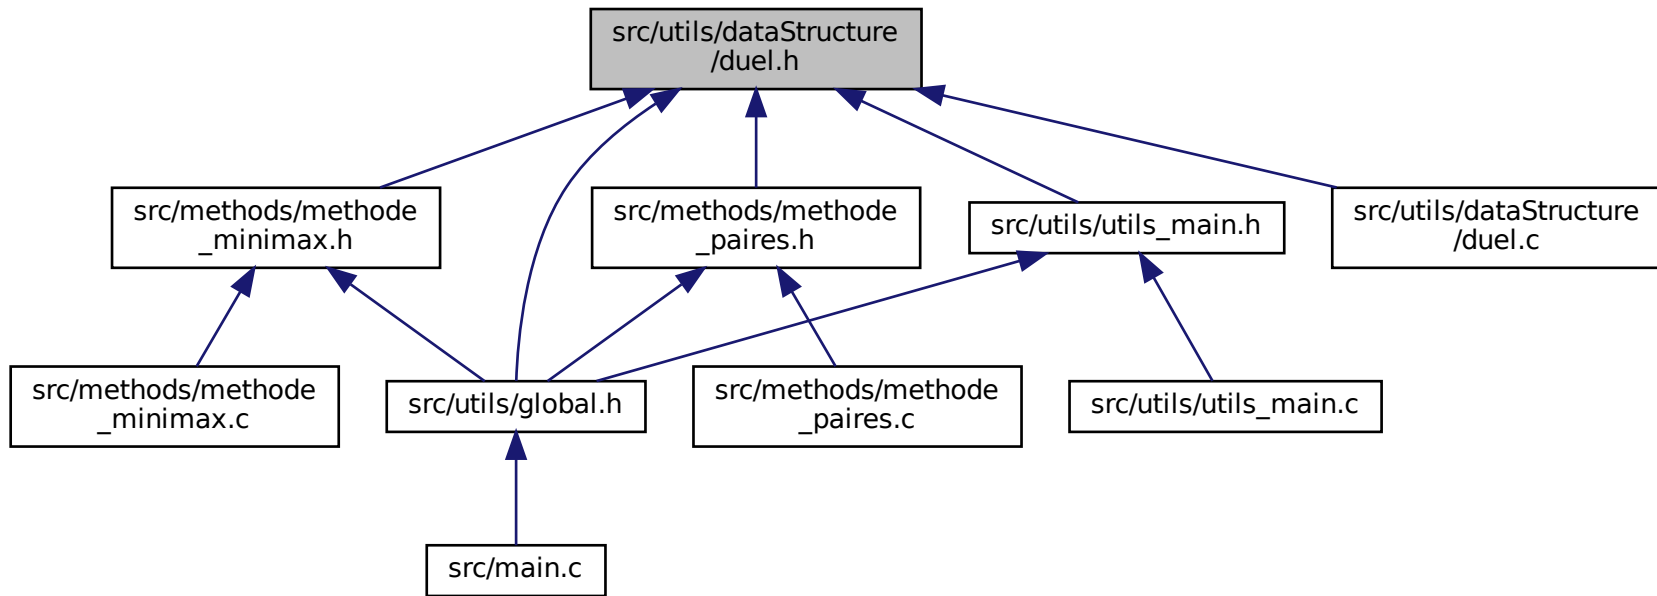 src/utils/dataStructure
/duel.h
src/methods/methode
_minimax.h
src/methods/methode
_paires.h
src/utils/utils_main.h
src/utils/dataStructure
/duel.c
src/methods/methode
_minimax.c
src/utils/global.h
src/methods/methode
_paires.c
src/utils/utils_main.c
src/main.c